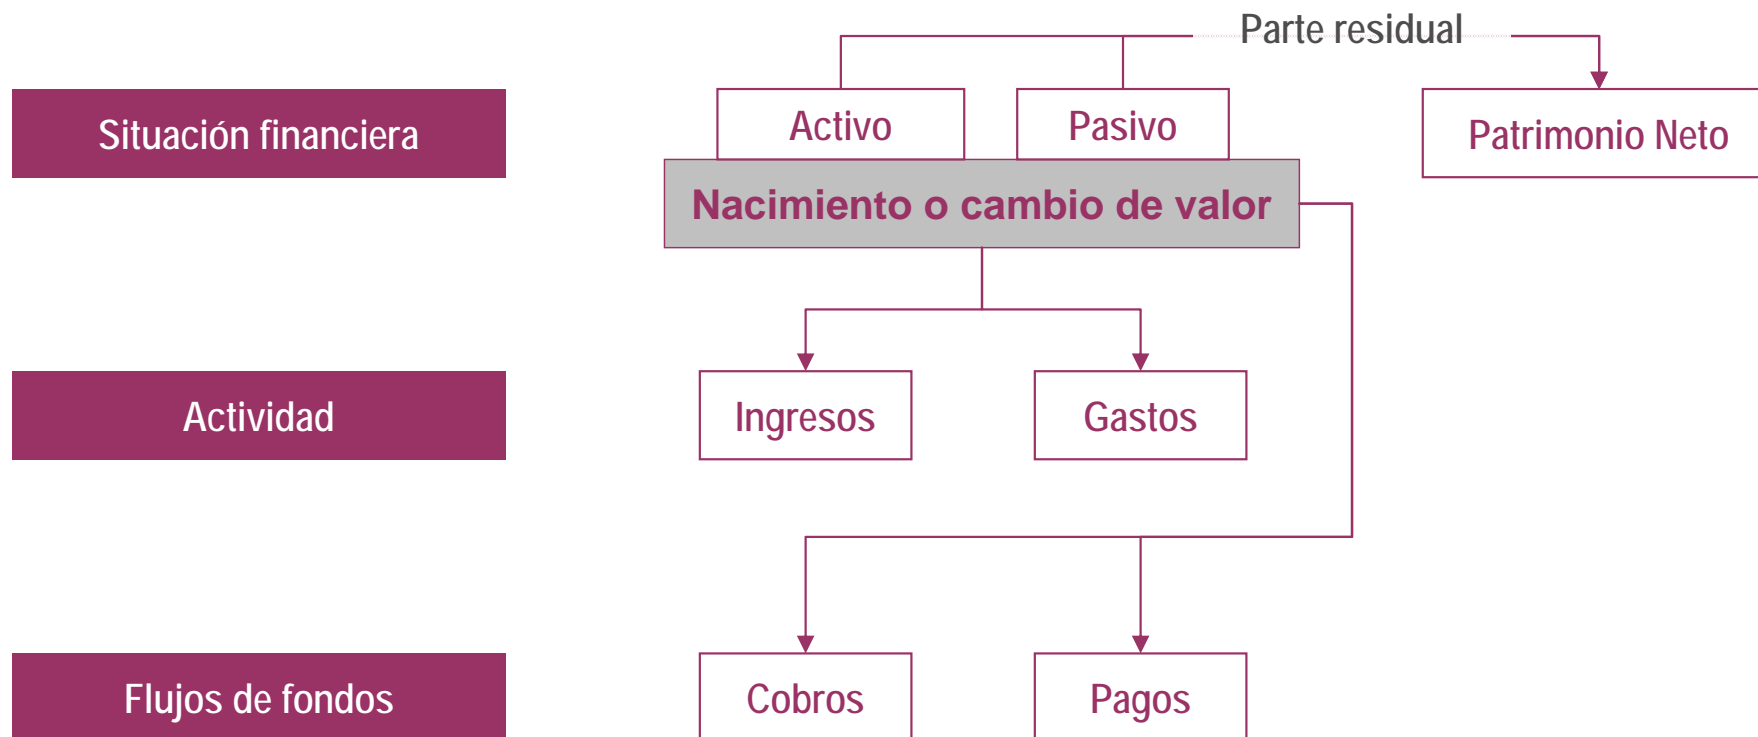 Parte residual
Situación financiera
Activo
Pasivo
Patrimonio Neto
Nacimiento o cambio de valor
Actividad
Ingresos
Gastos
Flujos de fondos
Cobros
Pagos